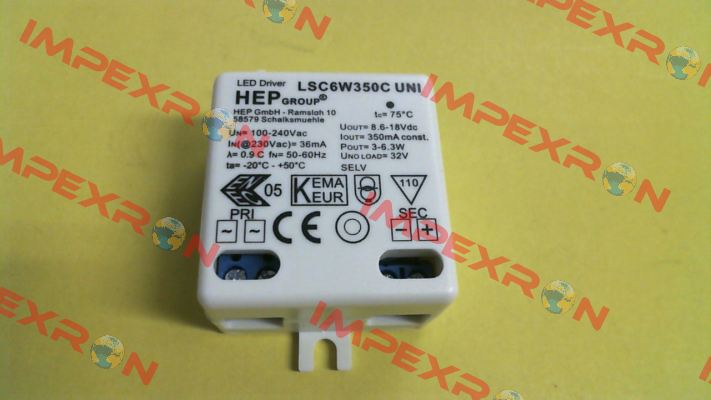 LED Driver LSC6W350C UNI
HEP GROUP®
HEP GmbH - Ramsloh 10
58579 Schalksmuehle
tc= 75°C
UN= 100-240Vac
IN(@230Vac)= 36mA
λ= 0.9 C fN= 50-60Hz
ta= -20°C - +50°C
UOUT= 8.6-18Vdc
IOUT= 350mA const.
POUT= 3-6.3W
UNO LOAD= 32V
SELV
05
KEMA
KEUR
110
PRI
SEC
~ ~
CE
- +
IMPEXRON
IMPEXRON
IMPEXRON
IMPEXRON
IMPEXRON
IMPEXRON
IMPEXRON